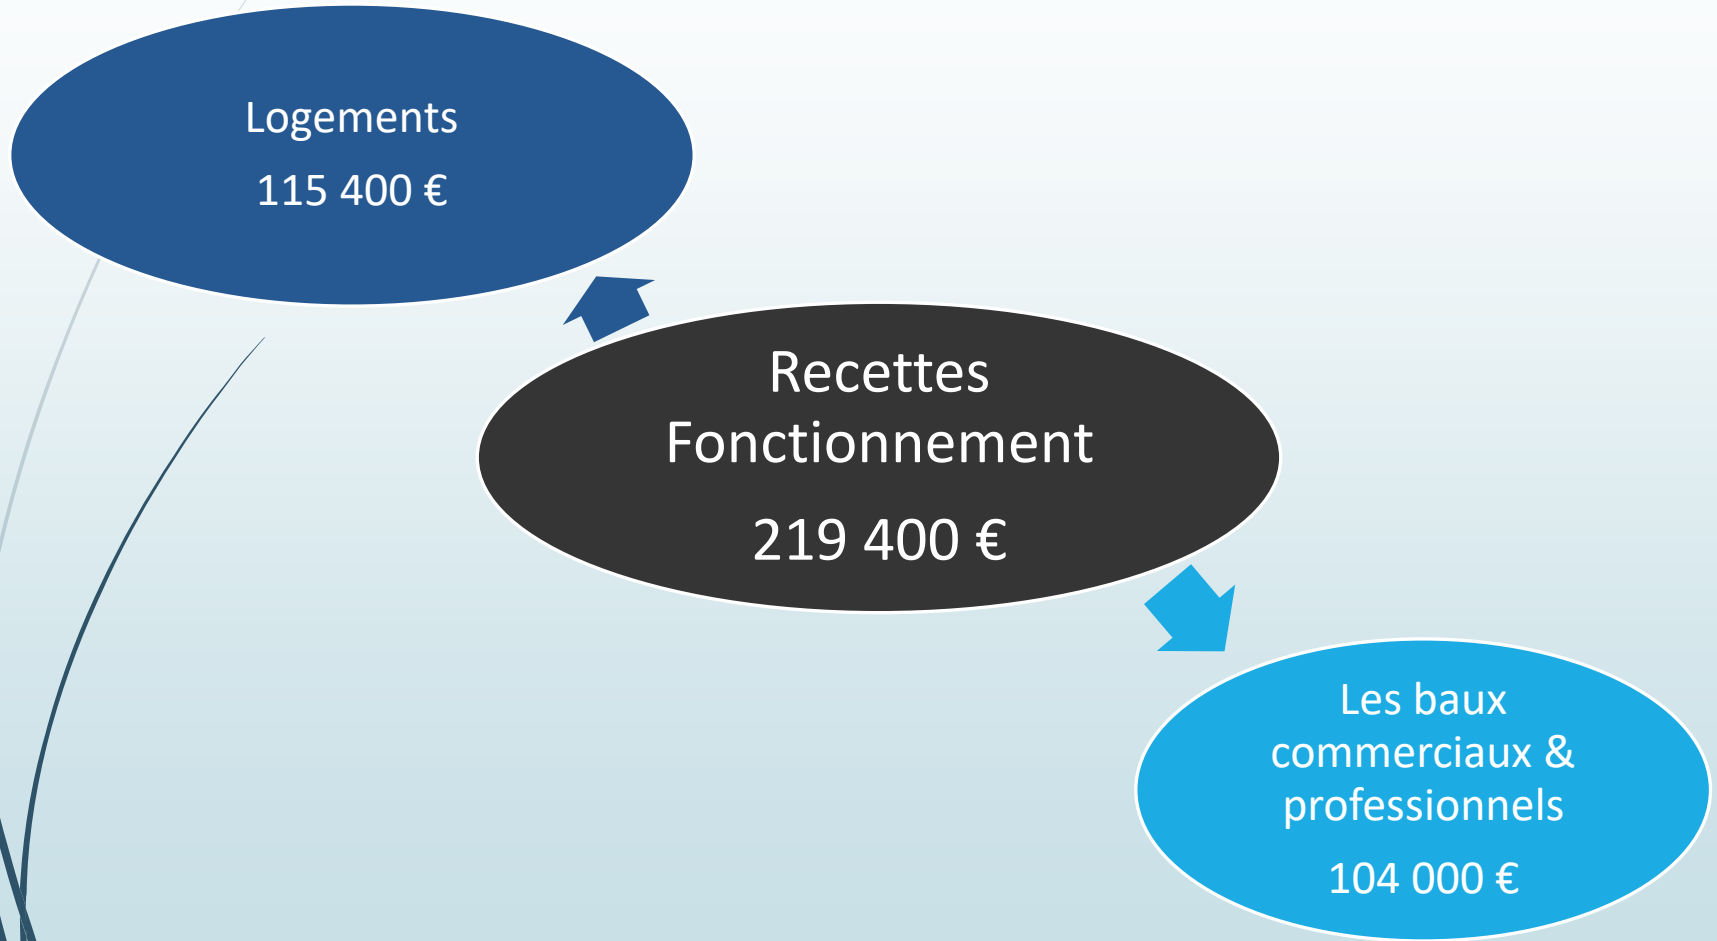 Logements
115 400 €
Recettes
Fonctionnement
219 400 €
Les baux
commerciaux &
professionnels
104 000 €